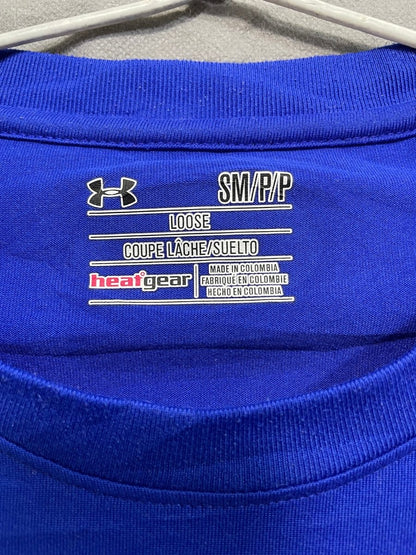 SM/P/P
LOOSE
COUPE LÂCHE/SUELTO
heatgear
MADE IN COLOMBIA
FABRIQUÉ EN COLOMBIE
HECHO EN COLOMBIA